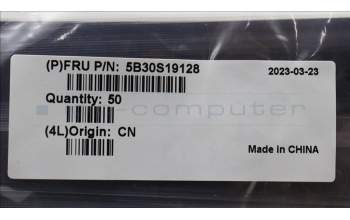 (P)FRU P/N: 5B30S19128
2023-03-23
Quantity: 50
computer
(4L)Origin: CN
Made in CHINA